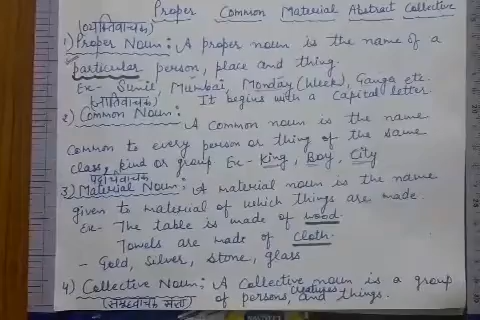 Proper Common Material Abstract Collective
(व्यक्तिवाचक)
1) Proper Noun: A proper noun is the name of a
particular person, place and thing.
Ex- Sunil, Mumbai, Monday (Week), Ganga etc.
(जातिवाचक) It begins with a Capital letter.
2) Common Noun: A Common noun is the name
common to every person or thing of the same
class, kind or group Ex- King, Boy, City
पदार्थवाचक
3) Material Noun: A material noun is the name
given to material of which things are made.
Ex- The table is made of wood.
Towels are made of Cloth.
- Gold, Silver, Stone, glass
4) Collective Noun: A Collective noun is a group
(समूहवाचक संज्ञा) of persons, creatures and things.